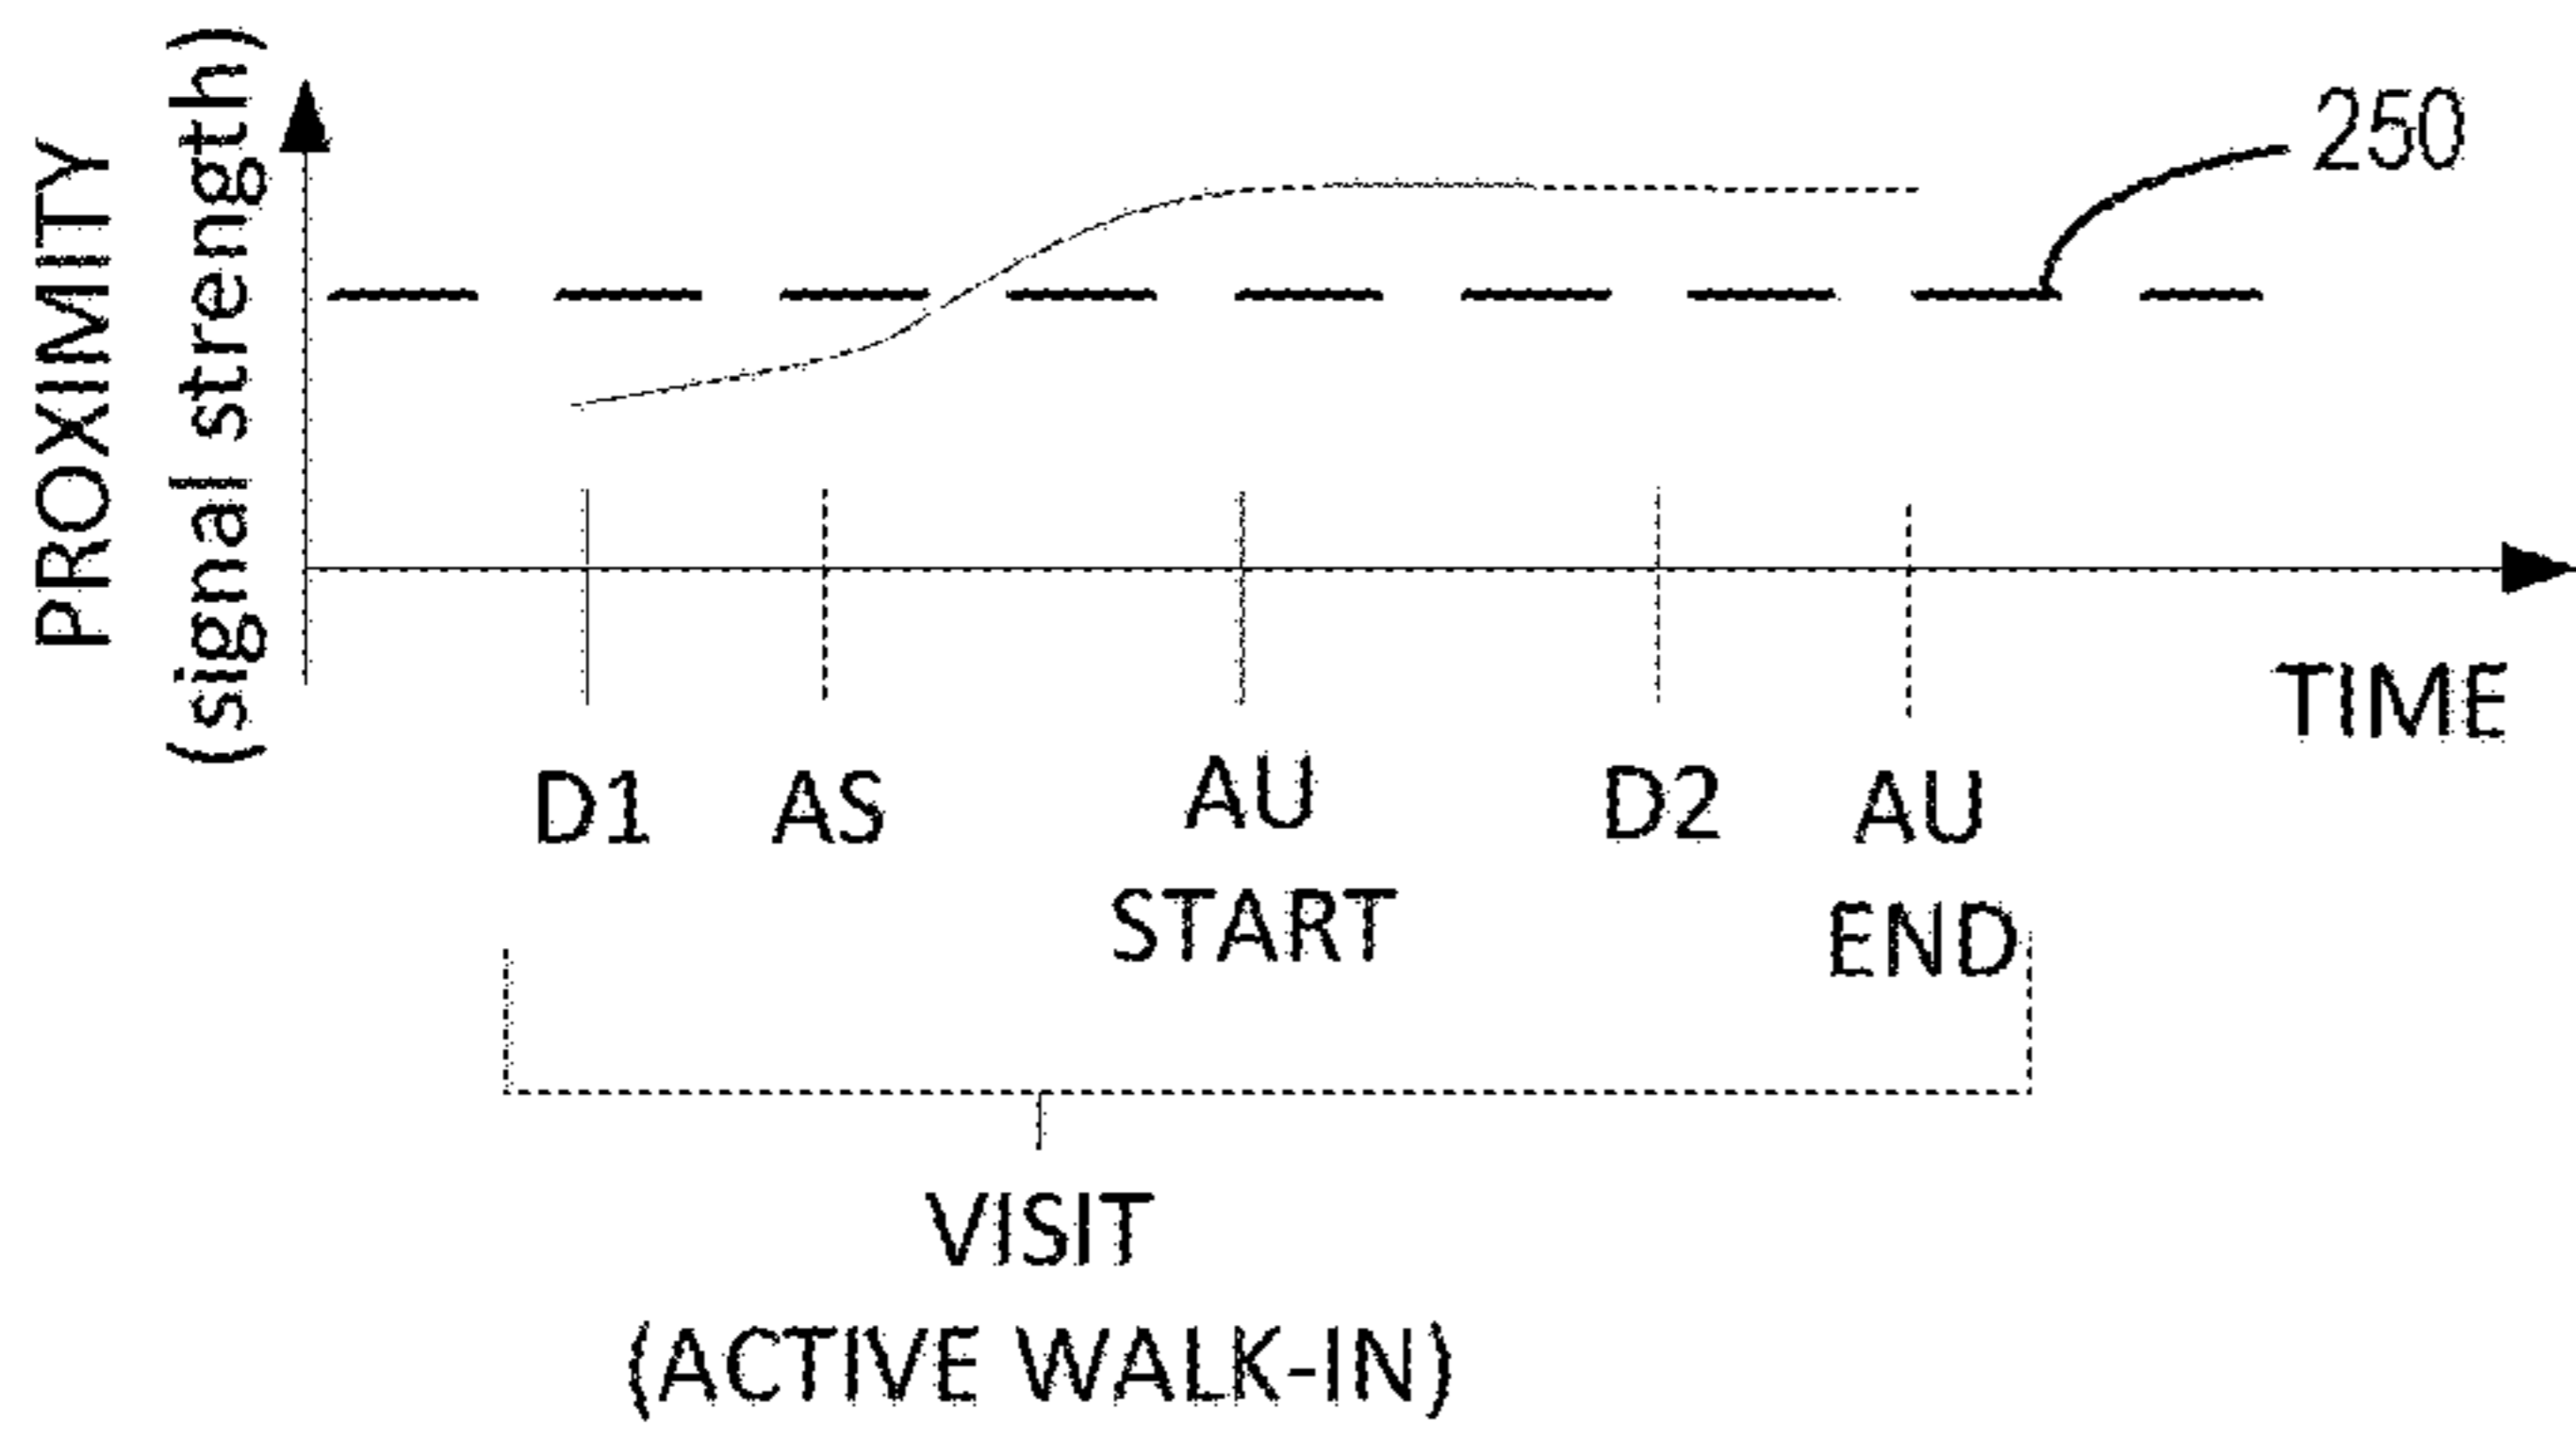 PROXIMITY
(signal strength)
250
TIME
D1 AS AU D2 AU
START END
VISIT
(ACTIVE WALK-IN)